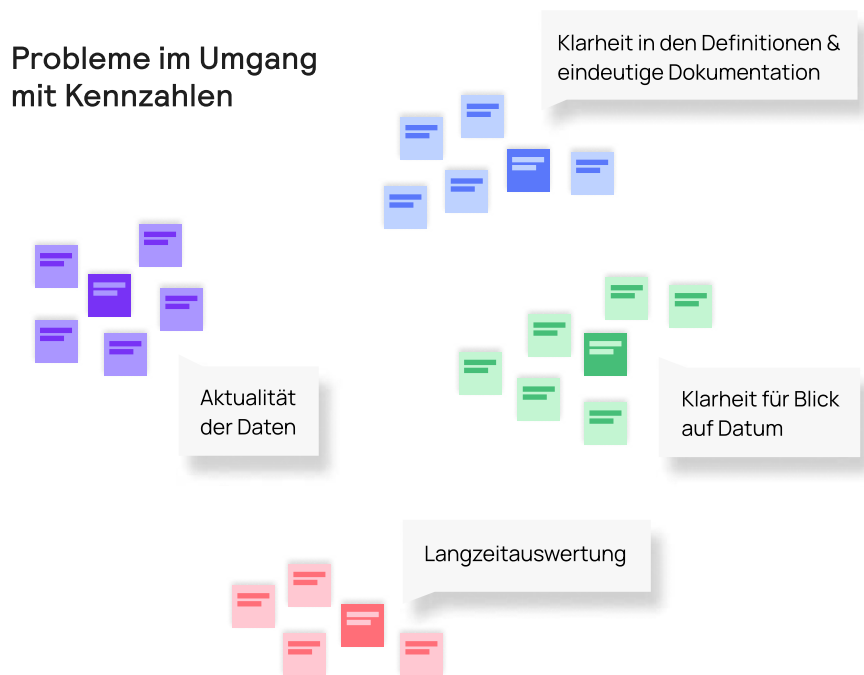 Probleme im Umgang
mit Kennzahlen
Klarheit in den Definitionen &
eindeutige Dokumentation
Aktualität
der Daten
Klarheit für Blick
auf Datum
Langzeitauswertung